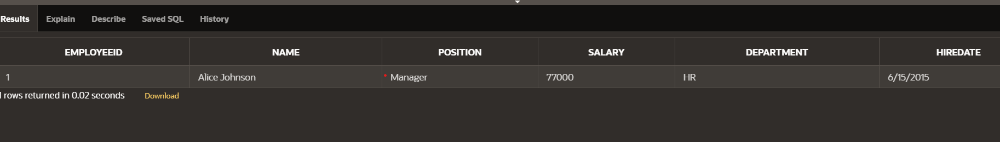 Results Explain Describe Saved SQL History
EMPLOYEEID NAME POSITION SALARY DEPARTMENT HIREDATE
1 Alice Johnson Manager 77000 HR 6/15/2015
1 rows returned in 0.02 seconds Download